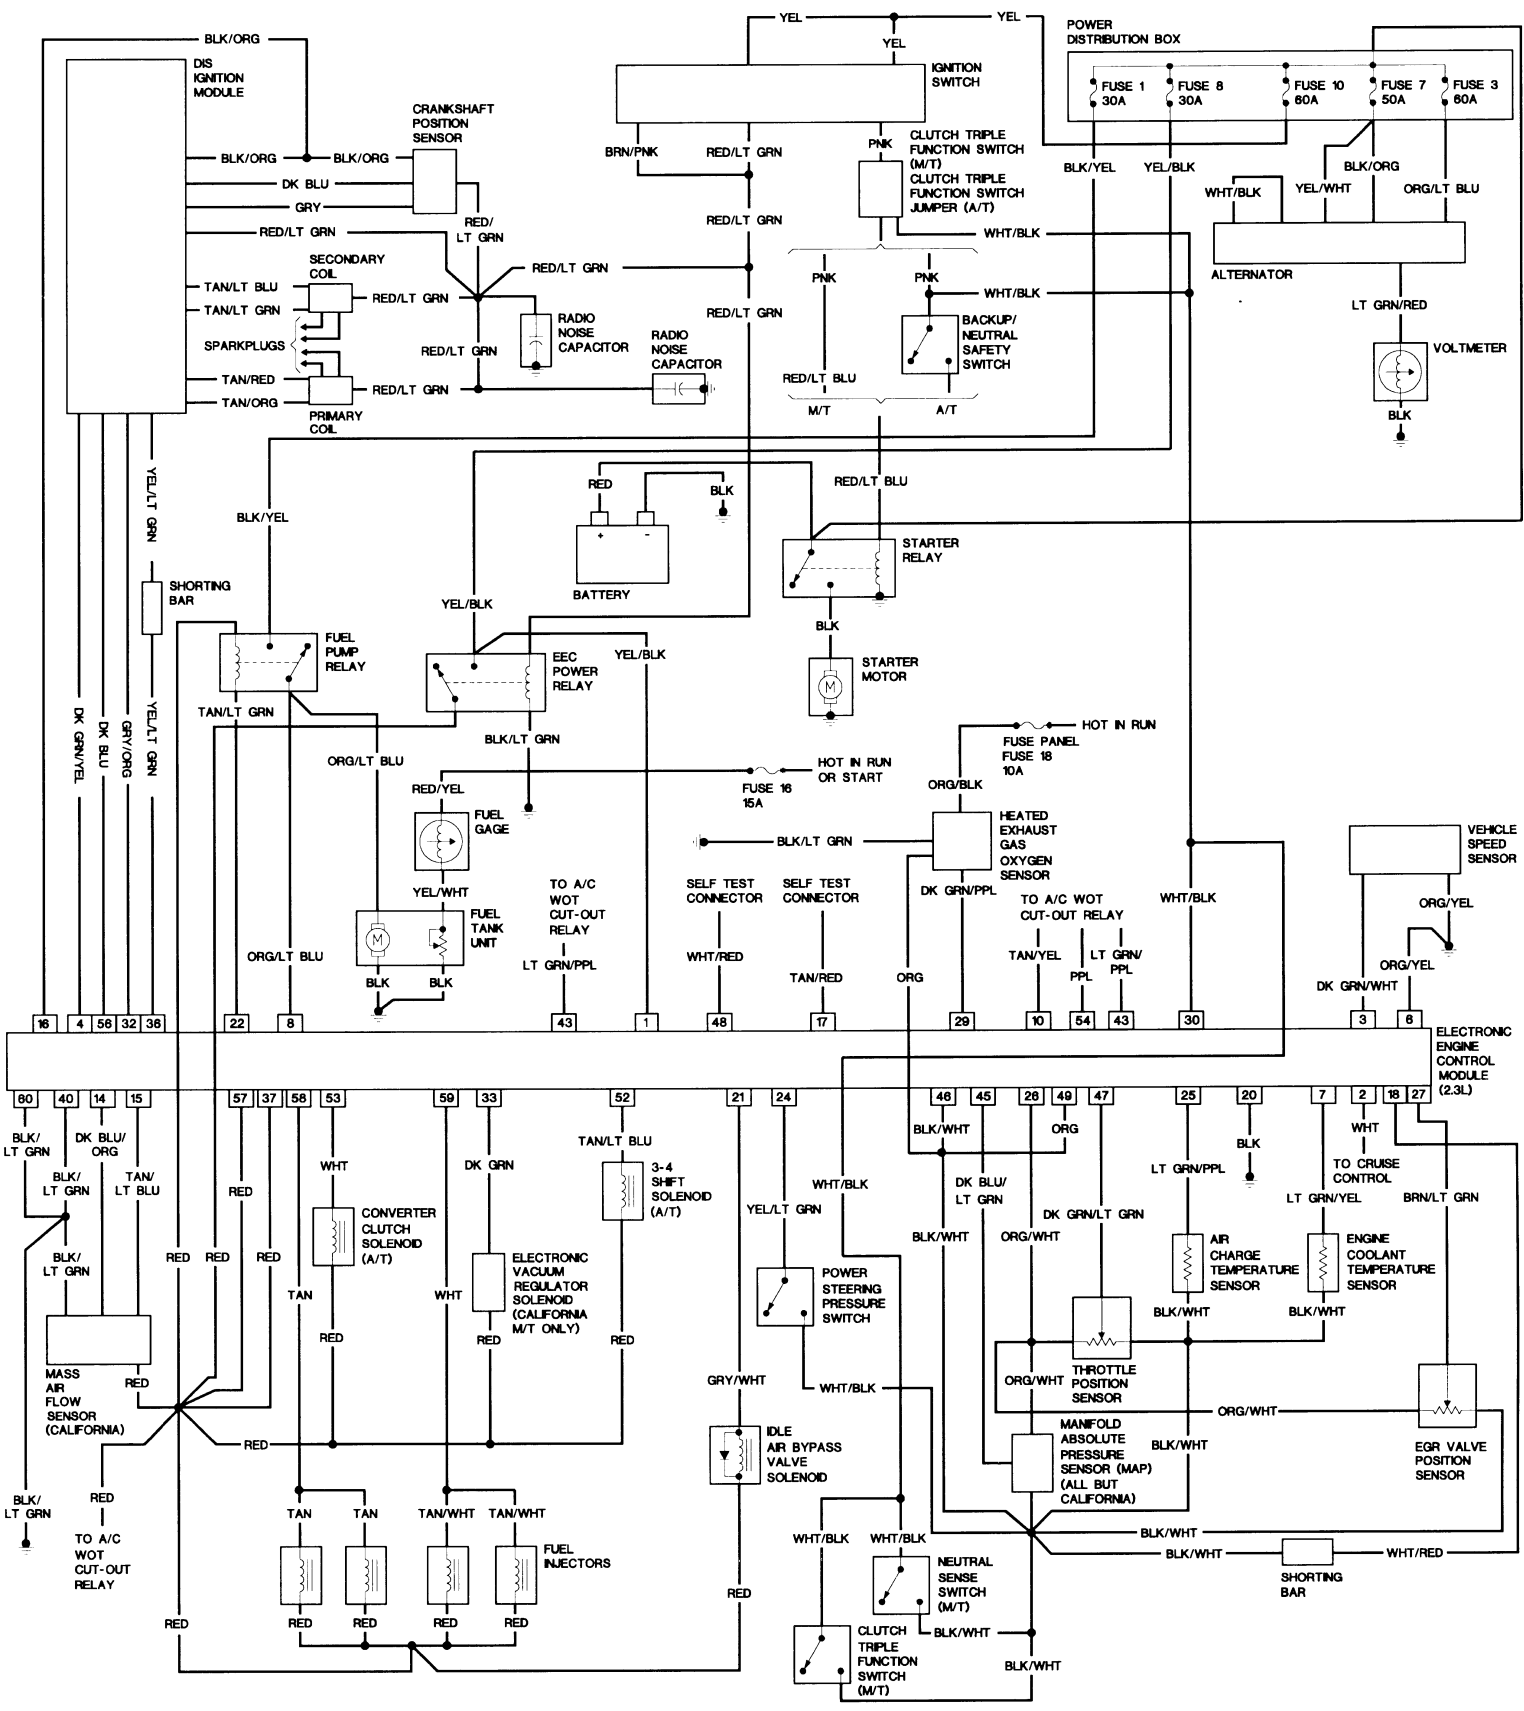 BLK/ORG
YEL
YEL
YEL
POWER
DISTRIBUTION BOX
DIS
IGNITION
MODULE
IGNITION
SWITCH
FUSE 1
30A
FUSE 8
30A
FUSE 10
60A
FUSE 7
50A
FUSE 3
60A
CRANKSHAFT
POSITION
SENSOR
BLK/ORG
BLK/ORG
DK BLU
GRY
RED/LT GRN
RED/
LT GRN
BRN/PNK
RED/LT GRN
PNK
CLUTCH TRIPLE
FUNCTION SWITCH
(M/T)
CLUTCH TRIPLE
FUNCTION SWITCH
JUMPER (A/T)
BLK/YEL
YEL/BLK
BLK/ORG
WHT/BLK
YEL/WHT
ORG/LT BLU
RED/LT GRN
WHT/BLK
SECONDARY
COIL
TAN/LT BLU
TAN/LT GRN
RED/LT GRN
RED/LT GRN
PNK
PNK
WHT/BLK
ALTERNATOR
LT GRN/RED
RED/LT GRN
SPARKPLUGS
RED/LT GRN
RADIO
NOISE
CAPACITOR
RADIO
NOISE
CAPACITOR
BACKUP/
NEUTRAL
SAFETY
SWITCH
VOLTMETER
TAN/RED
TAN/ORG
RED/LT GRN
PRIMARY
COIL
RED/LT BLU
M/T
A/T
BLK
YEL/LT GRN
BLK/YEL
RED
BLK
RED/LT BLU
+
-
BATTERY
STARTER
RELAY
SHORTING
BAR
YEL/BLK
BLK
FUEL
PUMP
RELAY
EEC
POWER
RELAY
YEL/BLK
STARTER
MOTOR
M
DK GRN/YEL
DK BLU
GRY/ORG
YEL/LT GRN
TAN/LT GRN
BLK/LT GRN
ORG/LT BLU
HOT IN RUN
FUSE PANEL
FUSE 18
10A
HOT IN RUN
OR START
FUSE 16
15A
RED/YEL
ORG/BLK
FUEL
GAGE
HEATED
EXHAUST
GAS
OXYGEN
SENSOR
BLK/LT GRN
VEHICLE
SPEED
SENSOR
YEL/WHT
TO A/C
WOT
CUT-OUT
RELAY
SELF TEST
CONNECTOR
SELF TEST
CONNECTOR
DK GRN/PPL
TO A/C WOT
CUT-OUT RELAY
WHT/BLK
ORG/YEL
FUEL
TANK
UNIT
M
ORG/LT BLU
BLK
BLK
LT GRN/PPL
WHT/RED
TAN/RED
ORG
TAN/YEL
PPL
LT GRN/
PPL
ORG/YEL
DK GRN/WHT
16 4 56 32 36 22 8 43 1 48 17 29 10 54 43 30 3 6
ELECTRONIC
ENGINE
CONTROL
MODULE
(2.3L)
60 40 14 15 57 37 58 53 59 33 52 21 24 46 45 26 49 47 25 20 7 2 18 27
BLK/
LT GRN
DK BLU/
ORG
BLK/
LT GRN
TAN/
LT BLU
RED
WHT
DK GRN
TAN/LT BLU
3-4
SHIFT
SOLENOID
(A/T)
BLK/WHT
ORG
BLK
WHT
TO CRUISE
CONTROL
LT GRN/PPL
WHT/BLK
DK BLU/
LT GRN
LT GRN/YEL
BRN/LT GRN
YEL/LT GRN
DK GRN/LT GRN
CONVERTER
CLUTCH
SOLENOID
(A/T)
BLK/
LT GRN
RED
RED
RED
BLK/WHT
ORG/WHT
AIR
CHARGE
TEMPERATURE
SENSOR
ENGINE
COOLANT
TEMPERATURE
SENSOR
ELECTRONIC
VACUUM
REGULATOR
SOLENOID
(CALIFORNIA
M/T ONLY)
TAN
WHT
POWER
STEERING
PRESSURE
SWITCH
BLK/WHT
BLK/WHT
RED
RED
RED
MASS
AIR
FLOW
SENSOR
(CALIFORNIA)
RED
GRY/WHT
WHT/BLK
ORG/WHT
THROTTLE
POSITION
SENSOR
ORG/WHT
IDLE
AIR BYPASS
VALVE
SOLENOID
MANIFOLD
ABSOLUTE
PRESSURE
SENSOR (MAP)
(ALL BUT
CALIFORNIA)
BLK/WHT
EGR VALVE
POSITION
SENSOR
RED
RED
BLK/
LT GRN
TO A/C
WOT
CUT-OUT
RELAY
TAN
TAN
TAN/WHT
TAN/WHT
WHT/BLK
WHT/BLK
BLK/WHT
BLK/WHT
WHT/RED
FUEL
INJECTORS
NEUTRAL
SENSE
SWITCH
(M/T)
SHORTING
BAR
RED
RED
RED
RED
RED
RED
RED
CLUTCH
TRIPLE
FUNCTION
SWITCH
(M/T)
BLK/WHT
BLK/WHT